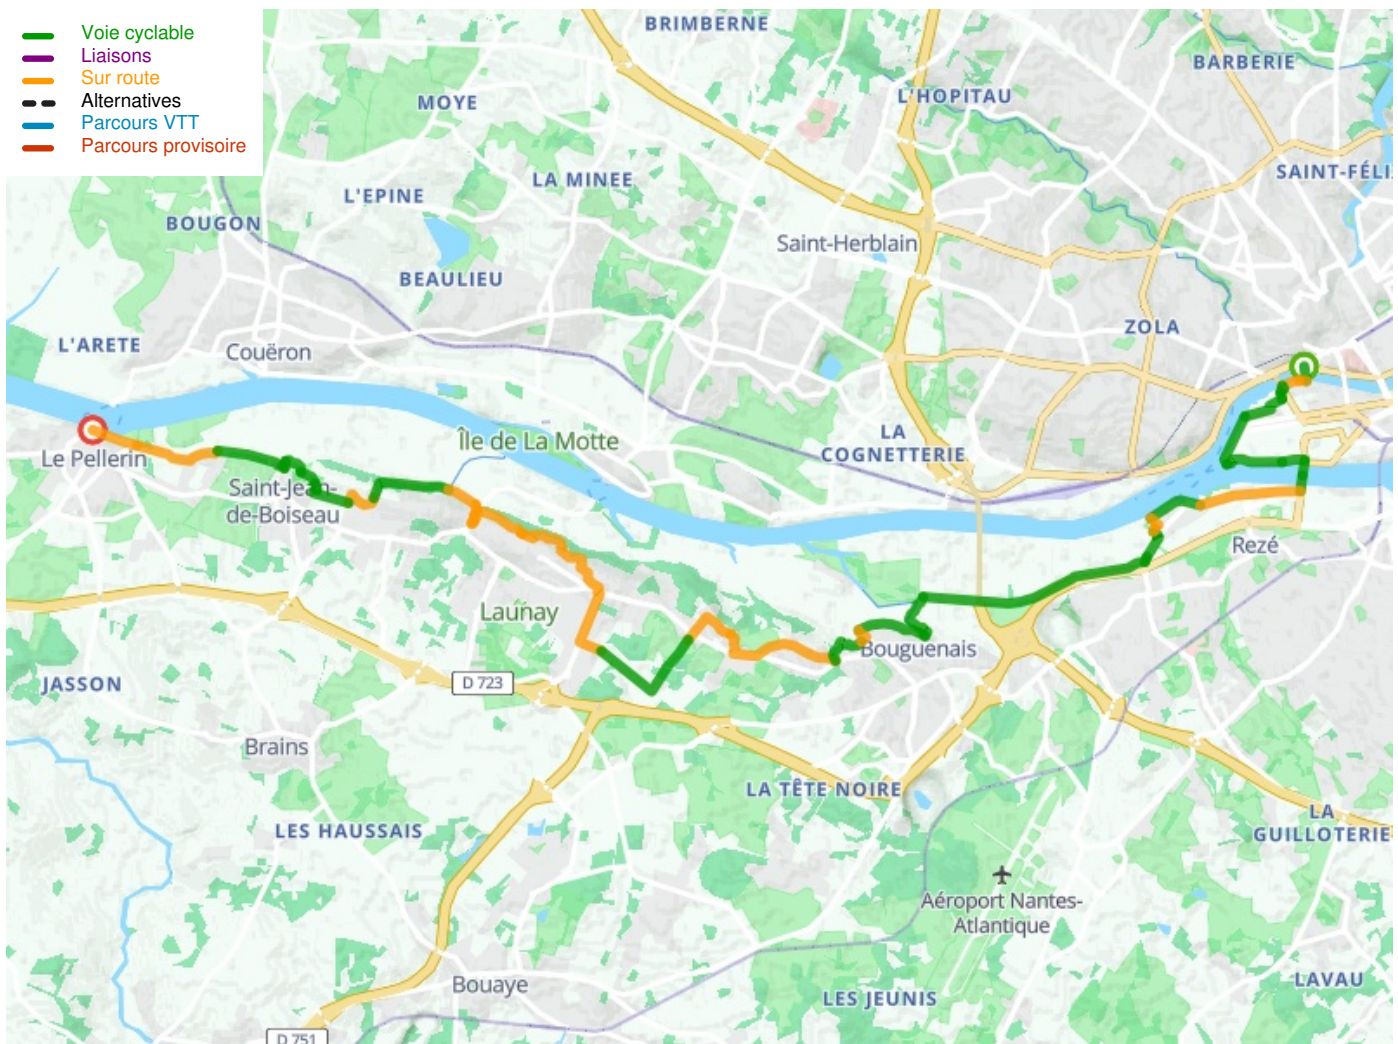 Voie cyclable
Liaisons
Sur route
Alternatives
Parcours VTT
Parcours provisoire
BRIMBERNE
BARBERIE
MOYE
L'HOPITAU
LA MINEE
SAINT-FÉLI
L'EPINE
BOUGON
Saint-Herblain
BEAULIEU
ZOLA
L'ARETE
Couëron
LA
COGNETTERIE
Île de La Motte
Le Pellerin
Saint-Jean-
de-Boiseau
Rezé
Launay
Bouguenais
JASSON
D 723
Brains
LA TÊTE NOIRE
LES HAUSSAIS
LA
GUILLOTERIE
Aéroport Nantes-
Atlantique
Bouaye
LES JEUNIS
LAVAU
D 751